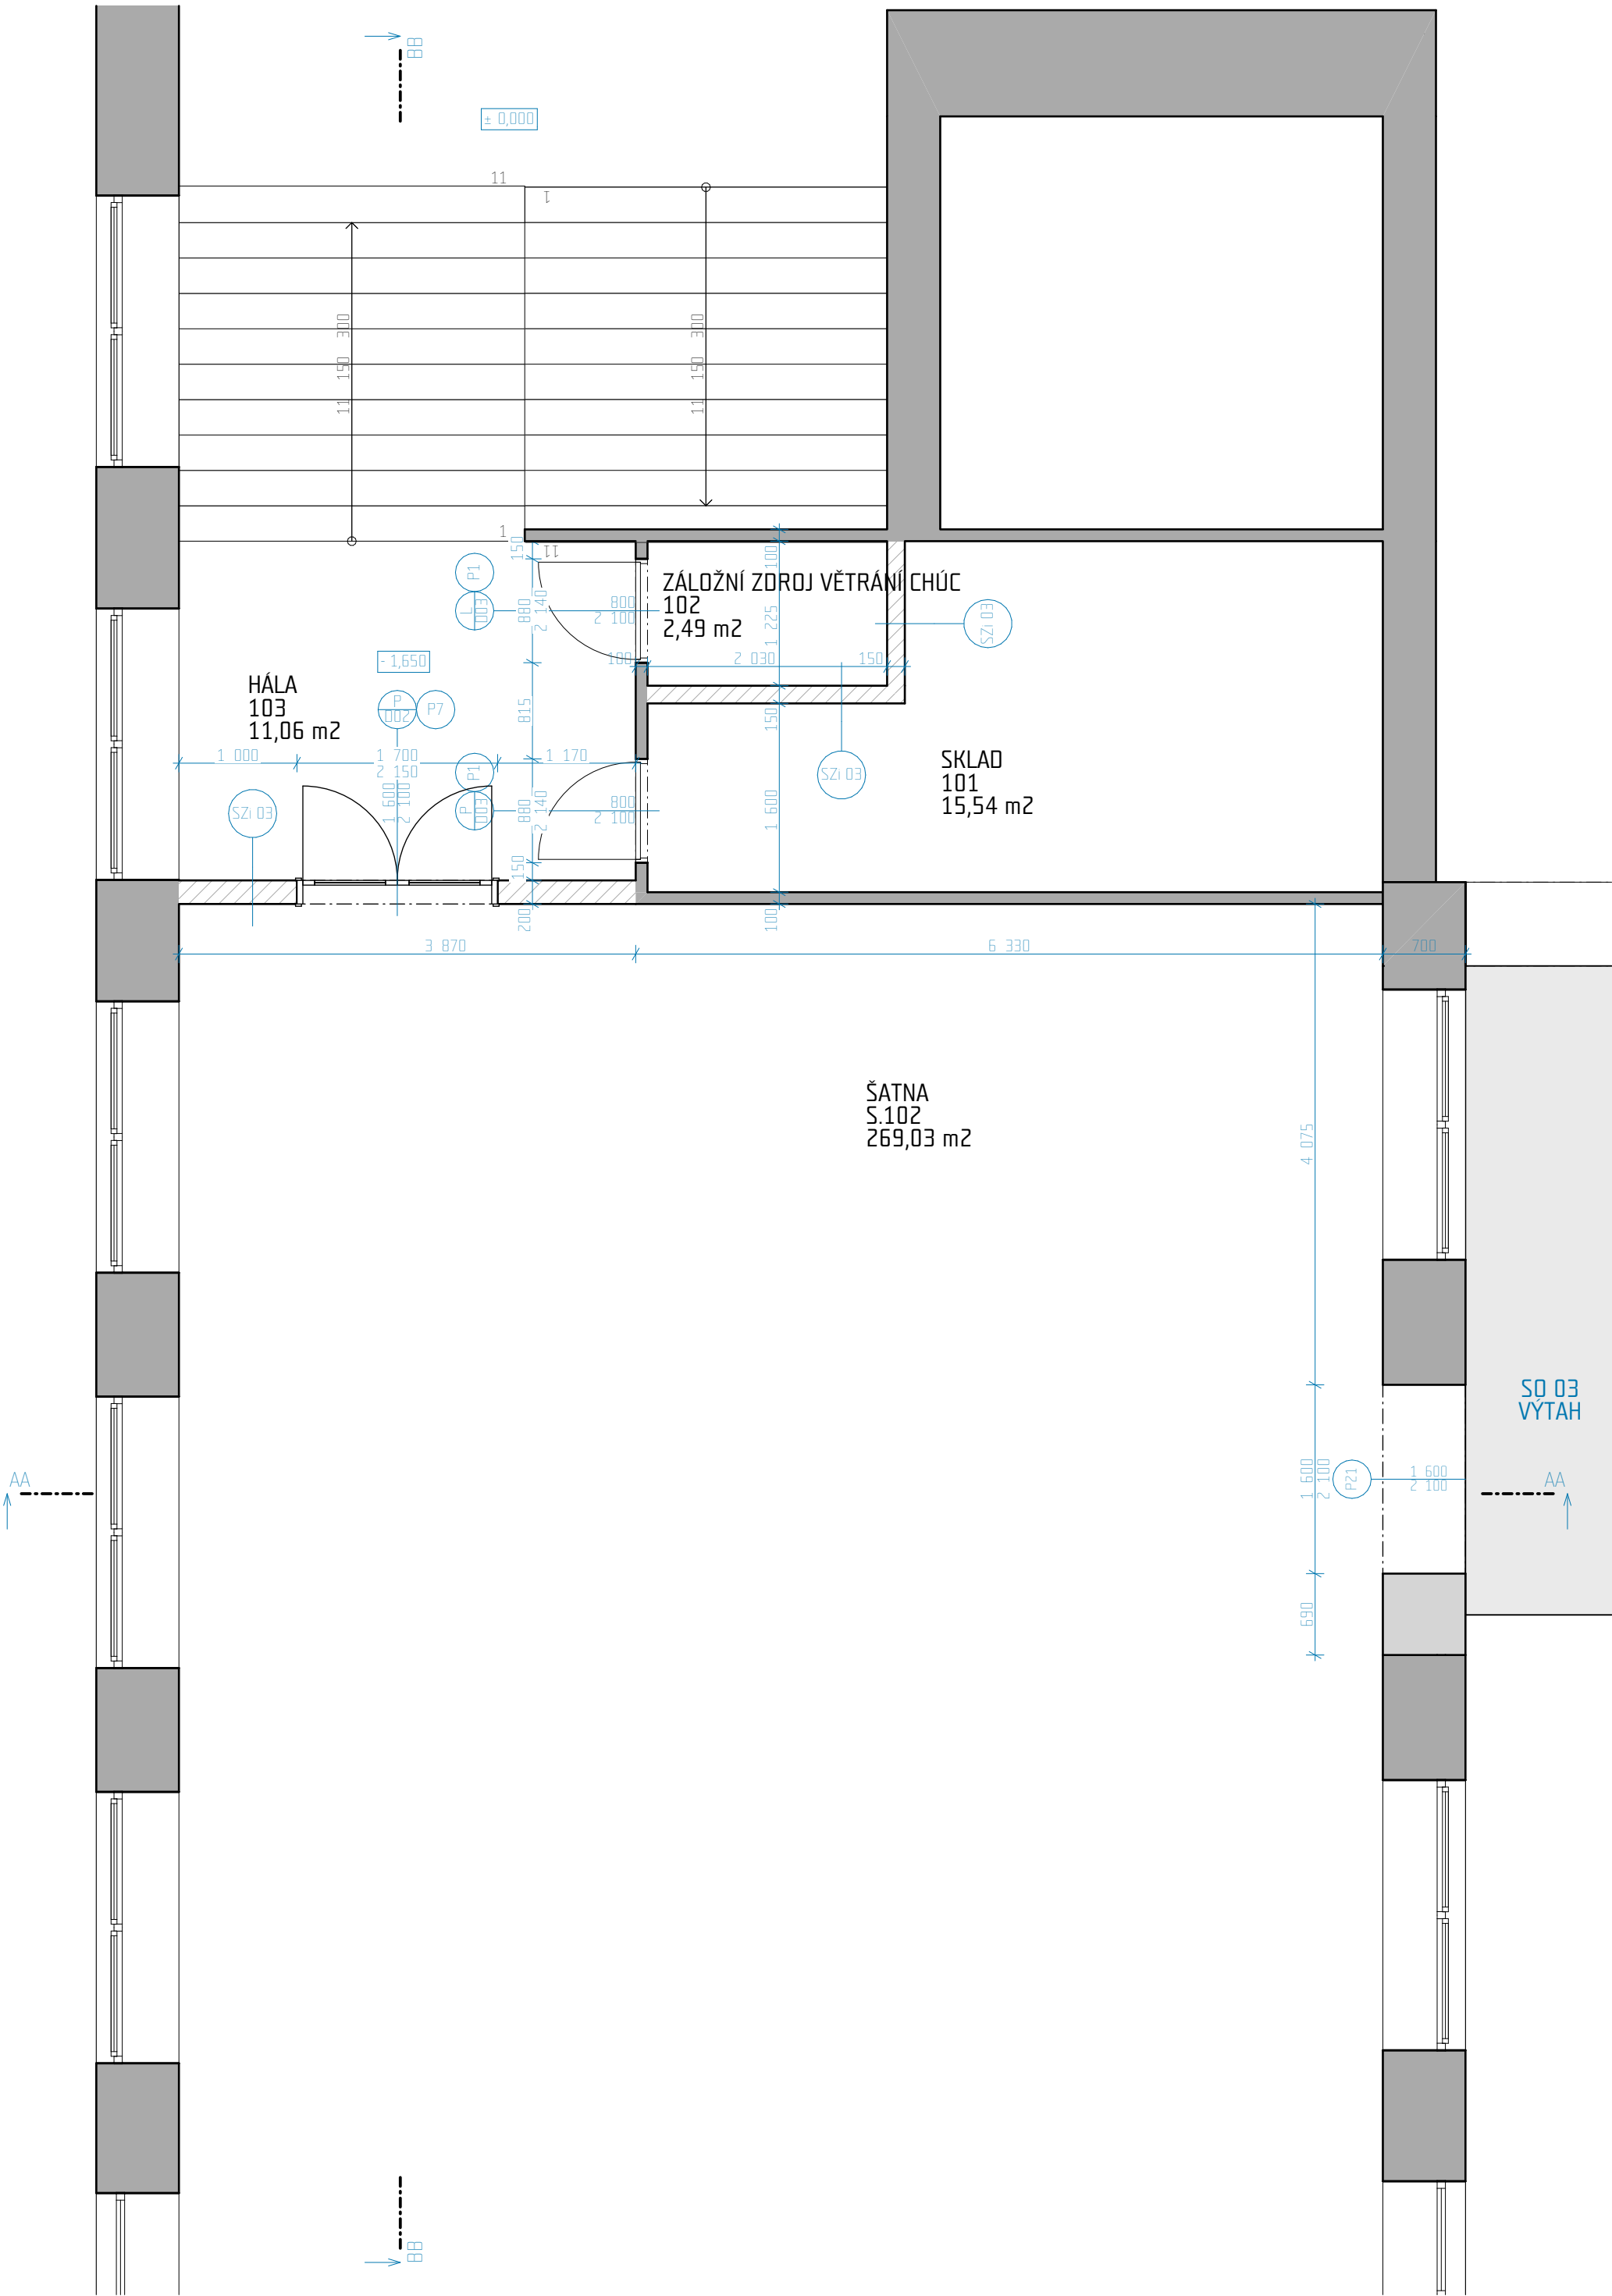 BB
± 0,000
11
1
11 150 300
11 150 300
1
11
150
100
P1
L
003
880
2 140
800
2 100
ZÁLOŽNÍ ZDROJ VĚTRÁNÍ CHÚC
102
2,49 m2
1 225
SZi 03
- 1,650
100
2 030
150
HÁLA
103
11,06 m2
P
002
P7
815
150
1 000
1 700
2 150
1 170
SKLAD
101
15,54 m2
SZi 03
P1
P
003
1 600
2 100
880
2 140
800
2 100
1 600
SZi 03
150
200
100
3 870
6 330
700
ŠATNA
S.102
269,03 m2
4 075
SO 03
VÝTAH
AA
1 600
2 100
P21
1 600
2 100
AA
690
BB